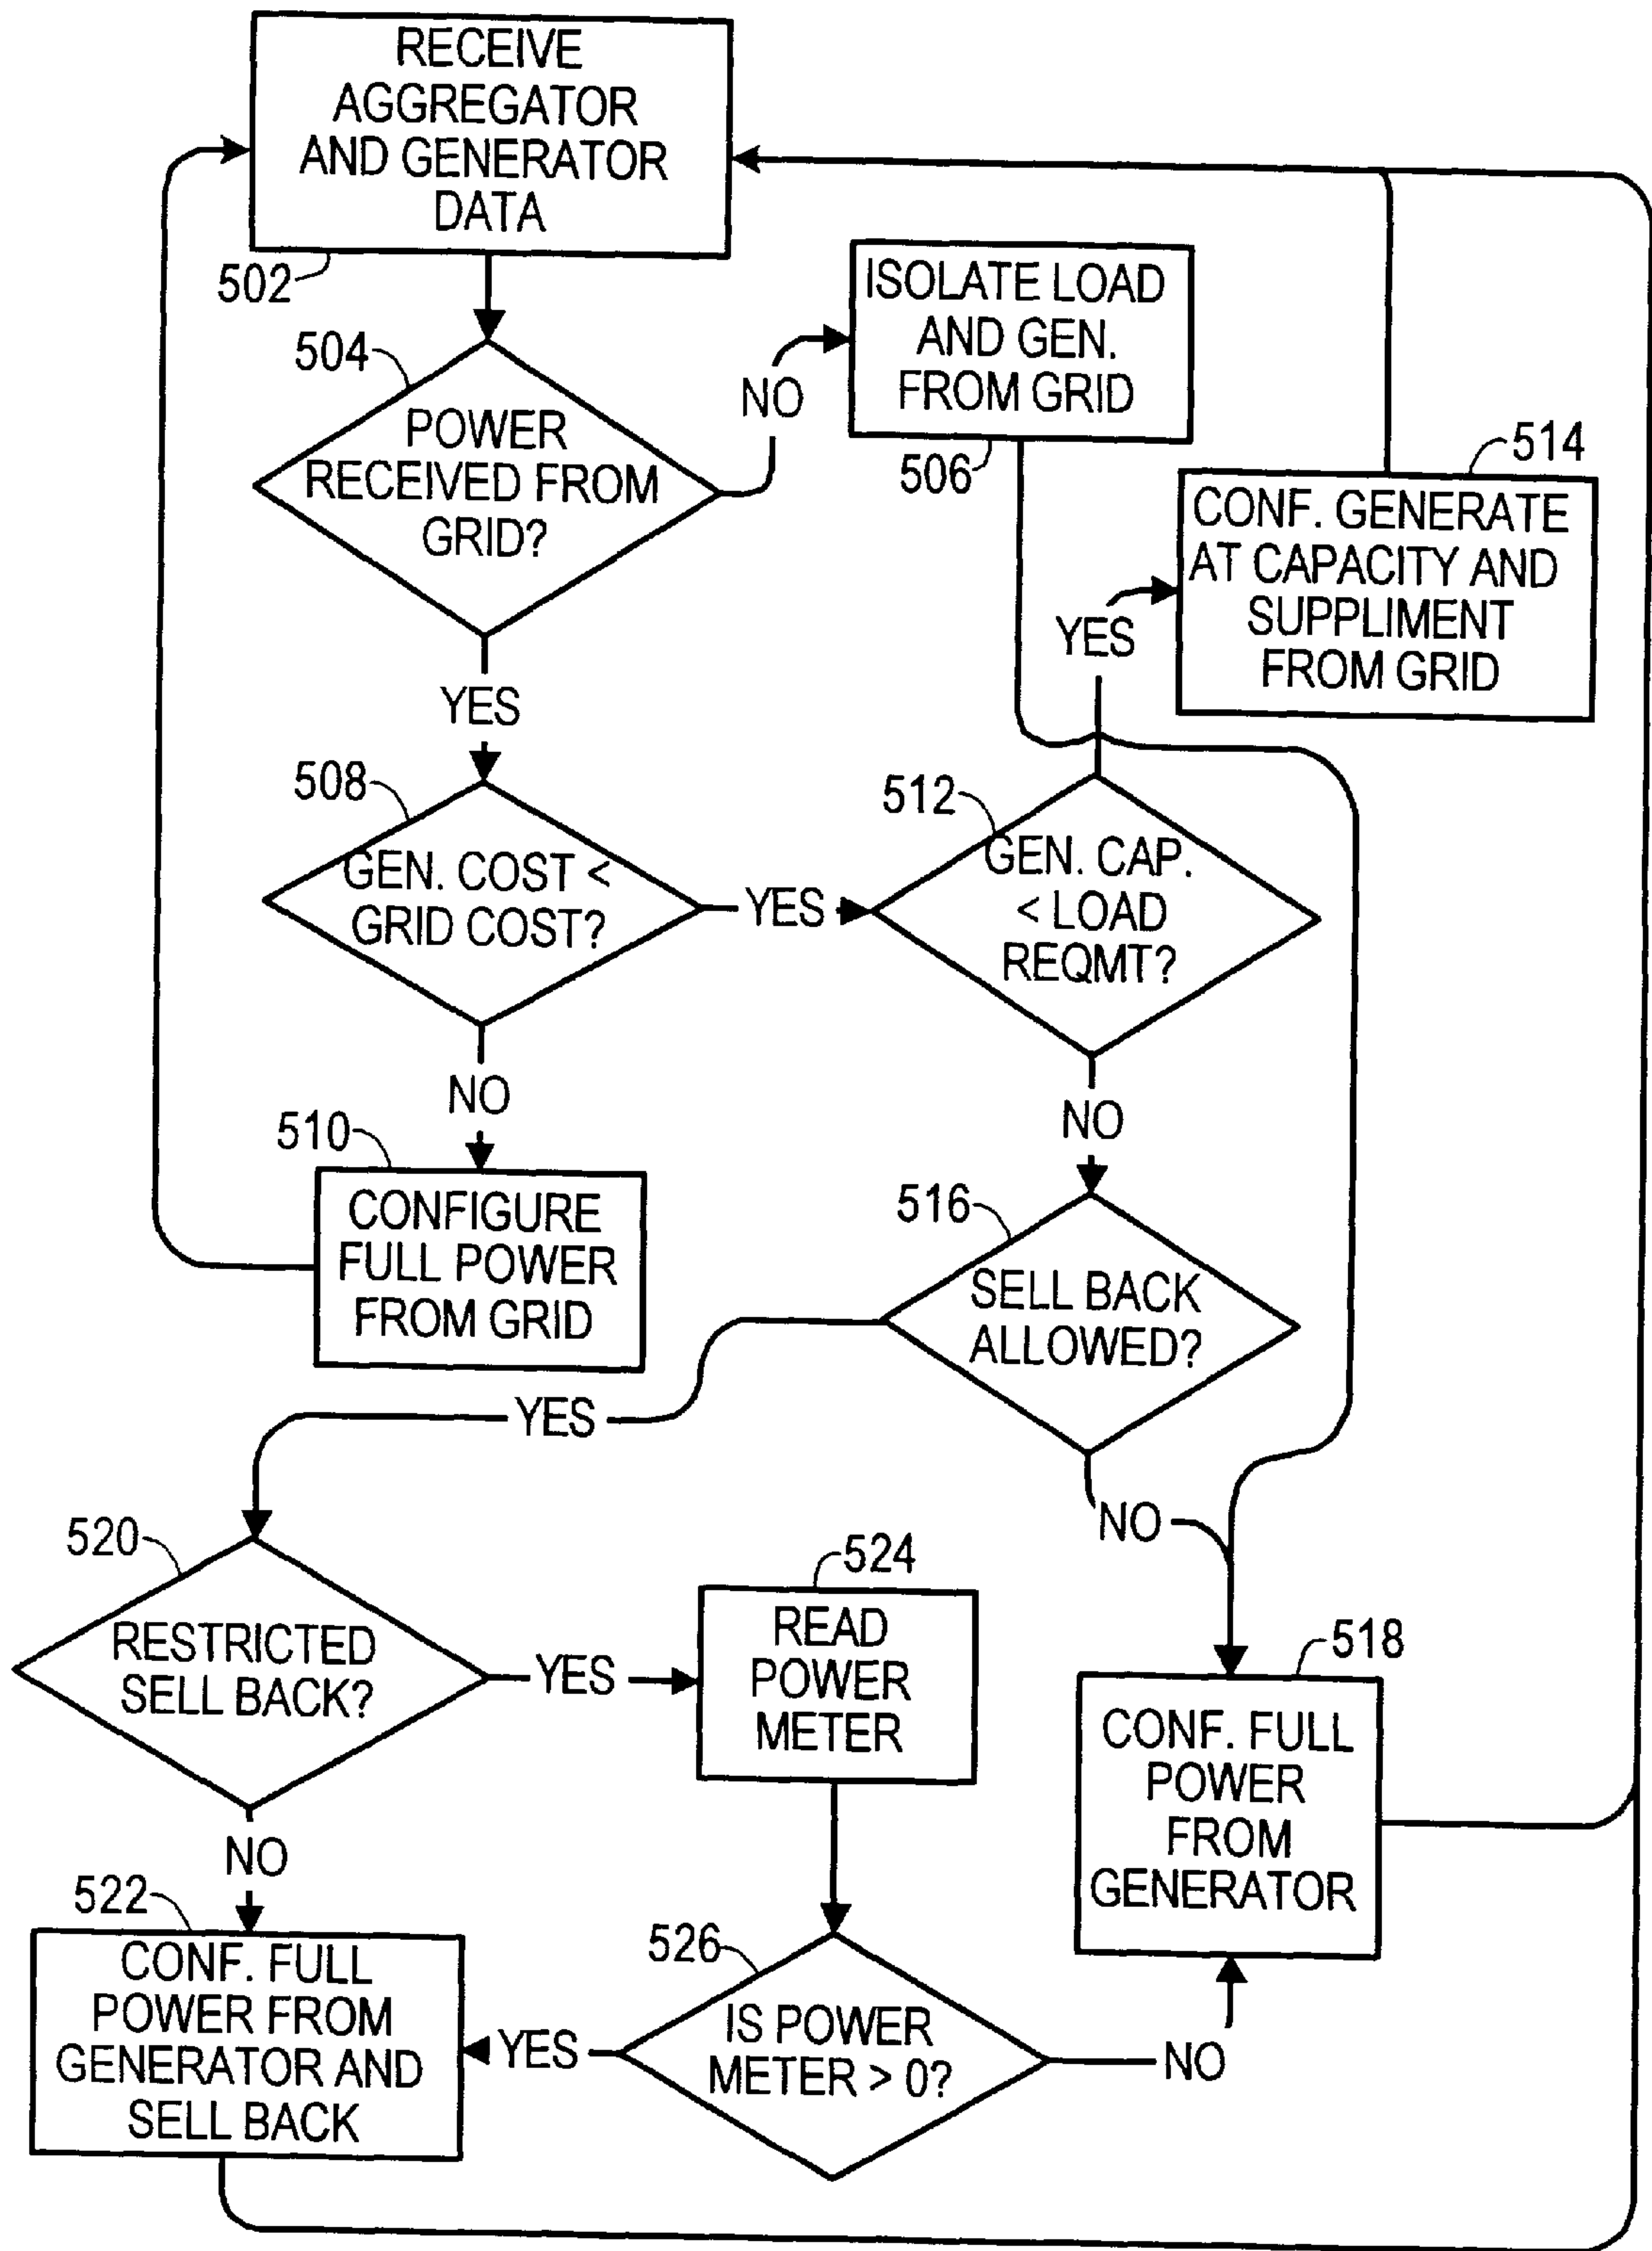 RECEIVE
AGGREGATOR
AND GENERATOR
DATA
502
ISOLATE LOAD
AND GEN.
FROM GRID
506
504
POWER
RECEIVED FROM
GRID?
NO
YES
514
CONF. GENERATE
AT CAPACITY AND
SUPPLIMENT
FROM GRID
YES
508
GEN. COST <
GRID COST?
YES
NO
512
GEN. CAP.
< LOAD
REQMT?
NO
510
CONFIGURE
FULL POWER
FROM GRID
516
SELL BACK
ALLOWED?
YES
NO
520
RESTRICTED
SELL BACK?
YES
NO
524
READ
POWER
METER
518
CONF. FULL
POWER
FROM
GENERATOR
522
CONF. FULL
POWER FROM
GENERATOR AND
SELL BACK
526
IS POWER
METER > 0?
YES
NO